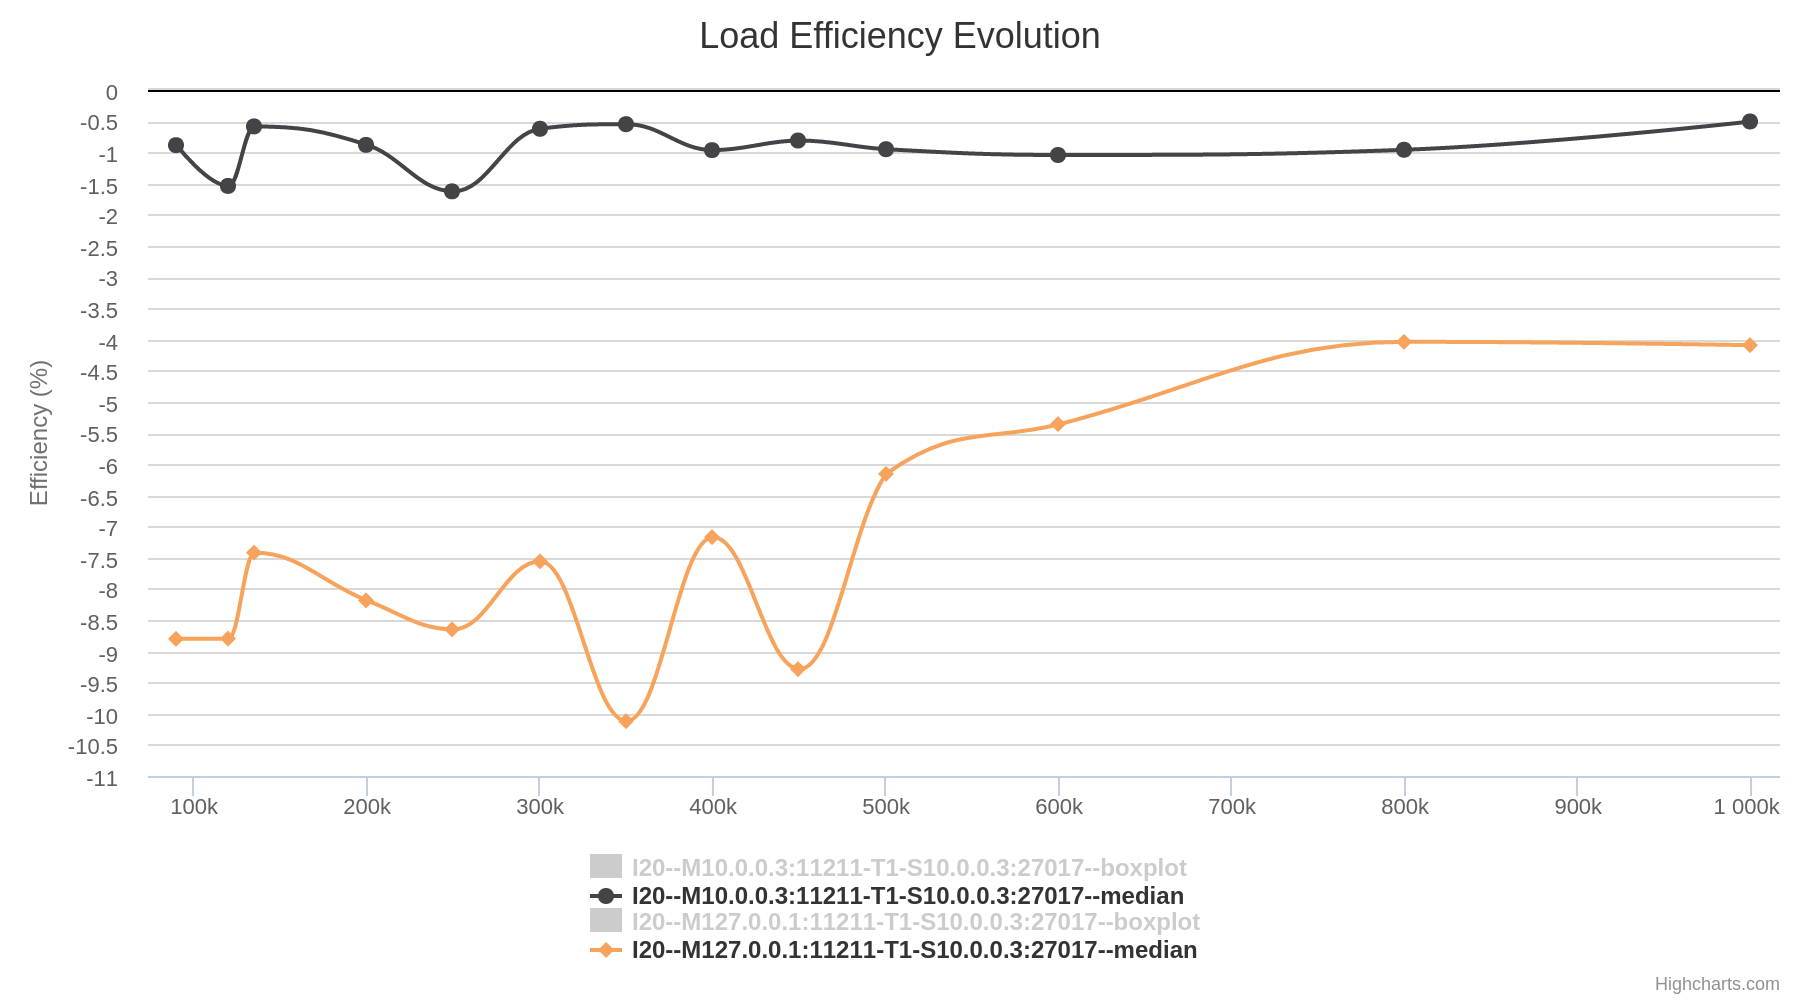 Load Efficiency Evolution
Efficiency (%)
0
-0.5
-1
-1.5
-2
-2.5
-3
-3.5
-4
-4.5
-5
-5.5
-6
-6.5
-7
-7.5
-8
-8.5
-9
-9.5
-10
-10.5
-11
100k 200k 300k 400k 500k 600k 700k 800k 900k 1 000k
I20--M10.0.0.3:11211-T1-S10.0.0.3:27017--boxplot
I20--M10.0.0.3:11211-T1-S10.0.0.3:27017--median
I20--M127.0.0.1:11211-T1-S10.0.0.3:27017--boxplot
I20--M127.0.0.1:11211-T1-S10.0.0.3:27017--median
Highcharts.com